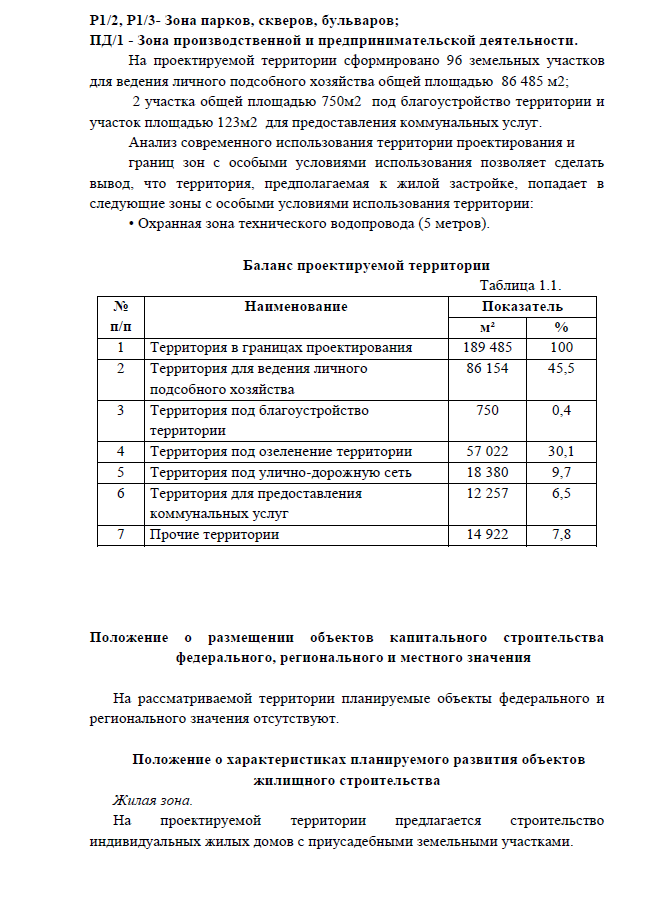 Р1/2, Р1/3- Зона парков, скверов, бульваров;
ПД/1 - Зона производственной и предпринимательской деятельности.
На проектируемой территории сформировано 96 земельных участков
для ведения личного подсобного хозяйства общей площадью 86 485 м2;
2 участка общей площадью 750м2 под благоустройство территории и
участок площадью 123м2 для предоставления коммунальных услуг.
Анализ современного использования территории проектирования и
границ зон с особыми условиями использования позволяет сделать
вывод, что территория, предполагаемая к жилой застройке, попадает в
следующие зоны с особыми условиями использования территории:
• Охранная зона технического водопровода (5 метров).
Баланс проектируемой территории
Таблица 1.1.
№ Наименование Показатель
п/п м² %
1 Территория в границах проектирования 189 485 100
2 Территория для ведения личного 86 154 45,5
подсобного хозяйства
3 Территория под благоустройство 750 0,4
территории
4 Территория под озеленение территории 57 022 30,1
5 Территория под улично-дорожную сеть 18 380 9,7
6 Территория для предоставления 12 257 6,5
коммунальных услуг
7 Прочие территории 14 922 7,8
Положение о размещении объектов капитального строительства
федерального, регионального и местного значения
На рассматриваемой территории планируемые объекты федерального и
регионального значения отсутствуют.
Положение о характеристиках планируемого развития объектов
жилищного строительства
Жилая зона.
На проектируемой территории предлагается строительство
индивидуальных жилых домов с приусадебными земельными участками.